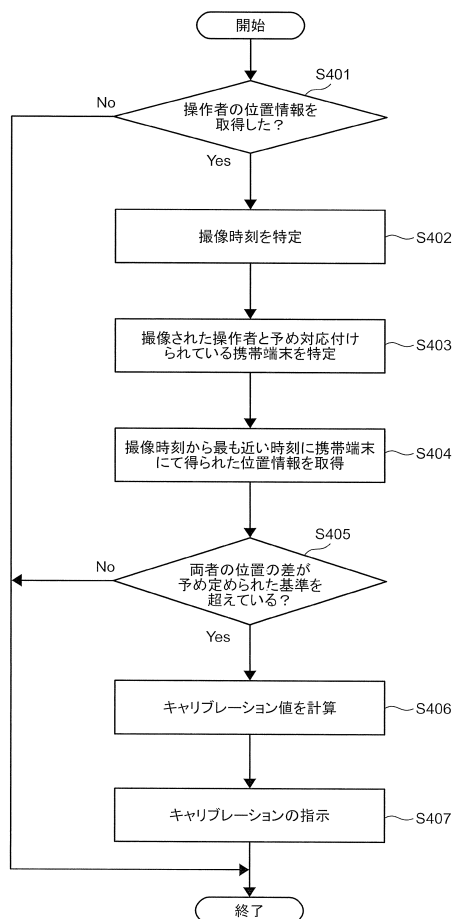 開始
S401
操作者の位置情報を
取得した？
No
Yes
撮像時刻を特定
S402
撮像された操作者と予め対応付け
られている携帯端末を特定
S403
撮像時刻から最も近い時刻に携帯端末
にて得られた位置情報を取得
S404
S405
両者の位置の差が
予め定められた基準を
超えている？
No
Yes
キャリブレーション値を計算
S406
キャリブレーションの指示
S407
終了